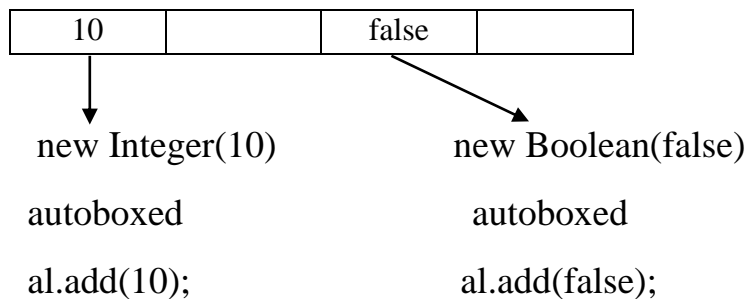 10 false
new Integer(10) new Boolean(false)
autoboxed autoboxed
al.add(10); al.add(false);